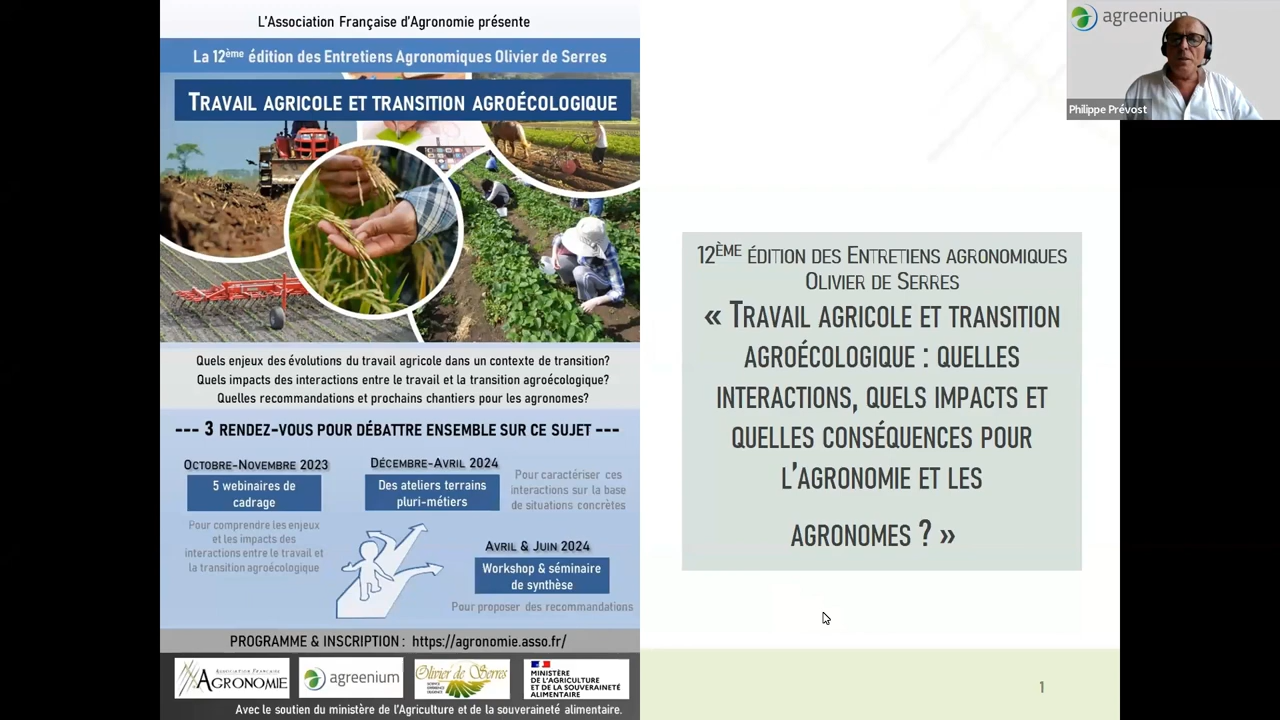 L'Association Française d'Agronomie présente
La 12ème édition des Entretiens Agronomiques Olivier de Serres
TRAVAIL AGRICOLE ET TRANSITION AGROÉCOLOGIQUE
Quels enjeux des évolutions du travail agricole dans un contexte de transition?
Quels impacts des interactions entre le travail et la transition agroécologique?
Quelles recommandations et prochains chantiers pour les agronomes?
--- 3 RENDEZ-VOUS POUR DÉBATTRE ENSEMBLE SUR CE SUJET ---
OCTOBRE-NOVEMBRE 2023
5 webinaires de
cadrage
Pour comprendre les enjeux
et les impacts des
interactions entre le travail et
la transition agroécologique
DÉCEMBRE-AVRIL 2024
Des ateliers terrains
pluri-métiers
Pour caractériser ces
interactions sur la base
de situations concrètes
AVRIL & JUIN 2024
Workshop & séminaire
de synthèse
Pour proposer des recommandations
PROGRAMME & INSCRIPTION : https://agronomie.asso.fr/
ASSOCIATION FRANÇAISE
AGRONOMIE
agreenium
Olivier de Serres
MINISTÈRE
DE L'AGRICULTURE
ET DE LA SOUVERAINETÉ
ALIMENTAIRE
Avec le soutien du ministère de l'Agriculture et de la souveraineté alimentaire.
12ÈME ÉDITION DES ENTRETIENS AGRONOMIQUES
OLIVIER DE SERRES
« TRAVAIL AGRICOLE ET TRANSITION
AGROÉCOLOGIQUE : QUELLES
INTERACTIONS, QUELS IMPACTS ET
QUELLES CONSÉQUENCES POUR
L'AGRONOMIE ET LES
AGRONOMES ? »
1
agreenium
Philippe Prévost